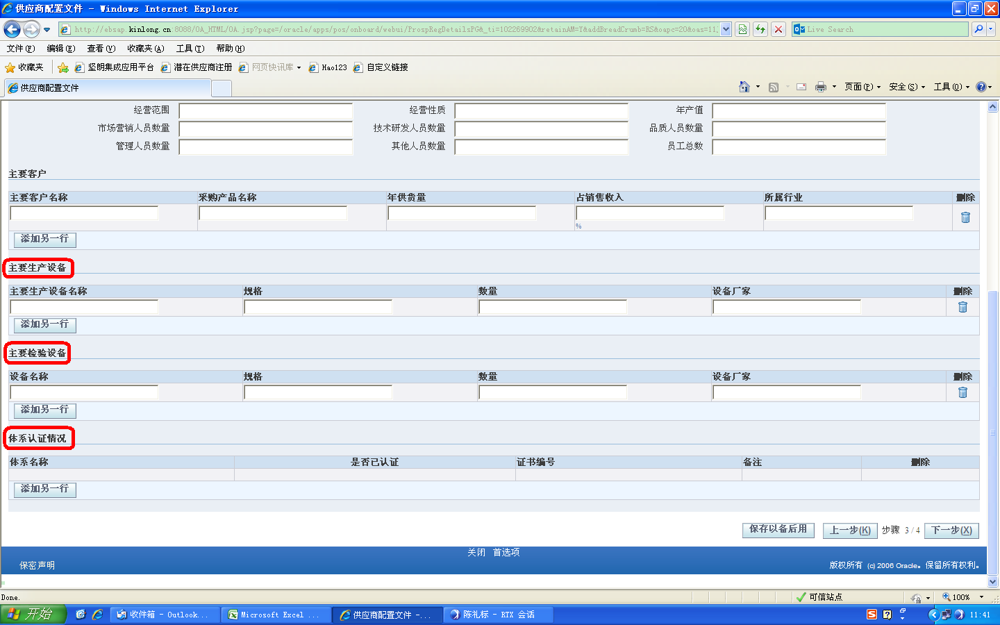 供应商配置文件 - Windows Internet Explorer
http://ebsap.kinlong.cn:8088/OA_HTML/OA.jsp?page=/oracle/apps/pos/onboard/webui/ProspRegDetailsPG&_ti=102269902&retainAM=Y&addBreadCrumb=RS&oapc=20&oas=11. Live Search
文件(F) 编辑(E) 查看(V) 收藏夹(A) 工具(T) 帮助(H)
收藏夹 坚朗集成应用平台 潜在供应商注册 网页快讯库 Hao123 自定义链接
供应商配置文件 页面(P) 安全(S) 工具(O)
经营范围 经营性质 年产值
市场营销人员数量 技术研发人员数量 品质人员数量
管理人员数量 其他人员数量 员工总数
主要客户
主要客户名称 采购产品名称 年供货量 占销售收入 所属行业 删除
%
添加另一行
主要生产设备
主要生产设备名称 规格 数量 设备厂家 删除
添加另一行
主要检验设备
设备名称 规格 数量 设备厂家 删除
添加另一行
体系认证情况
体系名称 是否已认证 证书编号 备注 删除
添加另一行
保存以备后用 上一步(K) 步骤 3 / 4 下一步(X)
关闭 首选项
保密声明 版权所有 (c) 2006 Oracle。保留所有权利。
Done. 可信站点 100%
开始 收件箱 - Outlook... Microsoft Excel ... 供应商配置文件 -... 陈礼标 - RTX 会话 11:41